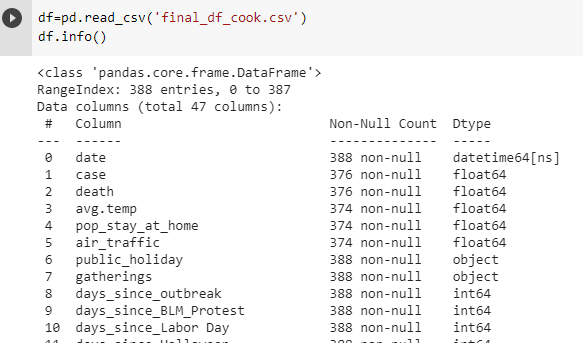 df=pd.read_csv('final_df_cook.csv')
df.info()
<class 'pandas.core.frame.DataFrame'>
RangeIndex: 388 entries, 0 to 387
Data columns (total 47 columns):
 #   Column                          Non-Null Count  Dtype
---  ------                          --------------  -----
 0   date                            388 non-null    datetime64[ns]
 1   case                            376 non-null    float64
 2   death                           376 non-null    float64
 3   avg.temp                        374 non-null    float64
 4   pop_stay_at_home                374 non-null    float64
 5   air_traffic                     374 non-null    float64
 6   public_holiday                  388 non-null    object
 7   gatherings                      388 non-null    object
 8   days_since_outbreak             388 non-null    int64
 9   days_since_BLM_Protest          388 non-null    int64
 10  days_since_Labor Day            388 non-null    int64